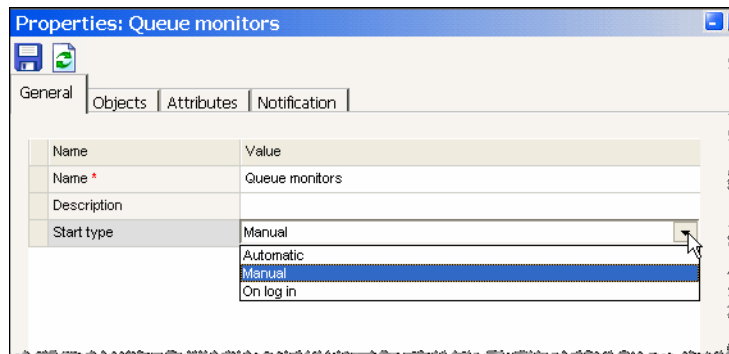 Properties: Queue monitors
General Objects Attributes Notification
Name Value
Name * Queue monitors
Description
Start type Manual
Automatic
Manual
On log in